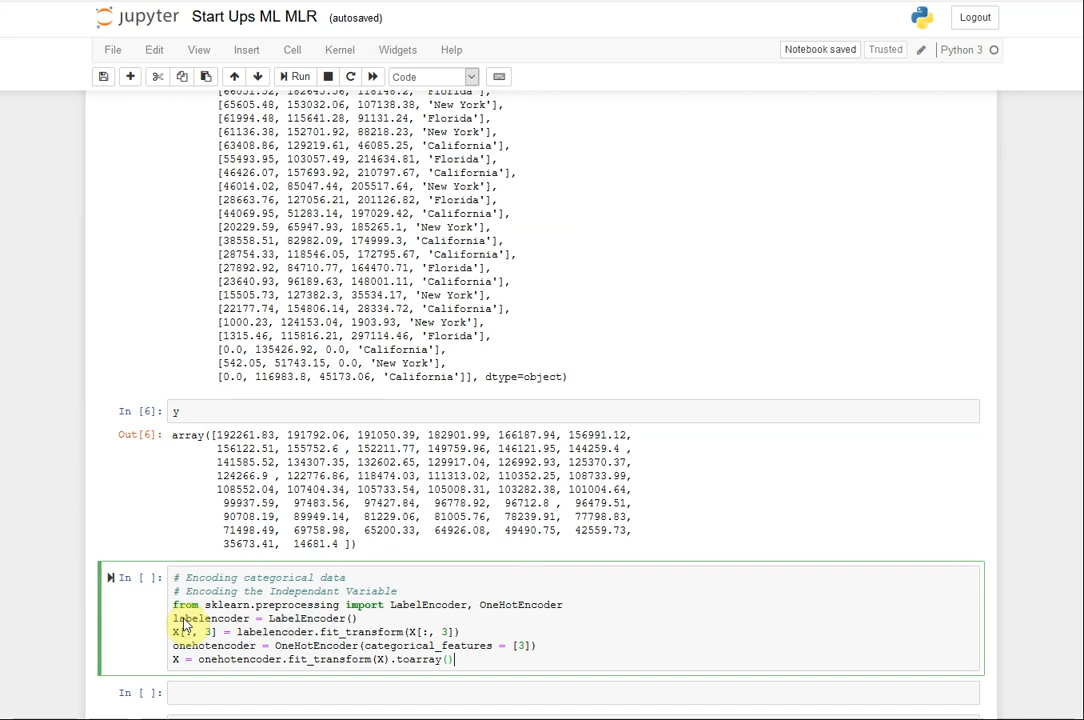 jupyter Start Ups ML MLR (autosaved) Logout
File Edit View Insert Cell Kernel Widgets Help Notebook saved Trusted Python 3
Run Code
[66051.52, 182645.56, 118148.2, 'Florida'],
[65605.48, 153032.06, 107138.38, 'New York'],
[61994.48, 115641.28, 91131.24, 'Florida'],
[61136.38, 152701.92, 88218.23, 'New York'],
[63408.86, 129219.61, 46085.25, 'California'],
[55493.95, 103057.49, 214634.81, 'Florida'],
[46426.07, 157693.92, 210797.67, 'California'],
[46014.02, 85047.44, 205517.64, 'New York'],
[28663.76, 127056.21, 201126.82, 'Florida'],
[44069.95, 51283.14, 197029.42, 'California'],
[20229.59, 65947.93, 185265.1, 'New York'],
[38558.51, 82982.09, 174999.3, 'California'],
[28754.33, 118546.05, 172795.67, 'California'],
[27892.92, 84710.77, 164470.71, 'Florida'],
[23640.93, 96189.63, 148001.11, 'California'],
[15505.73, 127382.3, 35534.17, 'New York'],
[22177.74, 154806.14, 28334.72, 'California'],
[1000.23, 124153.04, 1903.93, 'New York'],
[1315.46, 115816.21, 297114.46, 'Florida'],
[0.0, 135426.92, 0.0, 'California'],
[542.05, 51743.15, 0.0, 'New York'],
[0.0, 116983.8, 45173.06, 'California']], dtype=object)
In [6]: y
Out[6]: array([192261.83, 191792.06, 191050.39, 182901.99, 166187.94, 156991.12,
156122.51, 155752.6 , 152211.77, 149759.96, 146121.95, 144259.4 ,
141585.52, 134307.35, 132602.65, 129917.04, 126992.93, 125370.37,
124266.9 , 122776.86, 118474.03, 111313.02, 110352.25, 108733.99,
108552.04, 107404.34, 105733.54, 105008.31, 103282.38, 101004.64,
99937.59, 97483.56, 97427.84, 96778.92, 96712.8 , 96479.51,
90708.19, 89949.14, 81229.06, 81005.76, 78239.91, 77798.83,
71498.49, 69758.98, 65200.33, 64926.08, 49490.75, 42559.73,
35673.41, 14681.4 ])
In [ ]: # Encoding categorical data
# Encoding the Independant Variable
from sklearn.preprocessing import LabelEncoder, OneHotEncoder
labelencoder = LabelEncoder()
X[:, 3] = labelencoder.fit_transform(X[:, 3])
onehotencoder = OneHotEncoder(categorical_features = [3])
X = onehotencoder.fit_transform(X).toarray()
In [ ]: